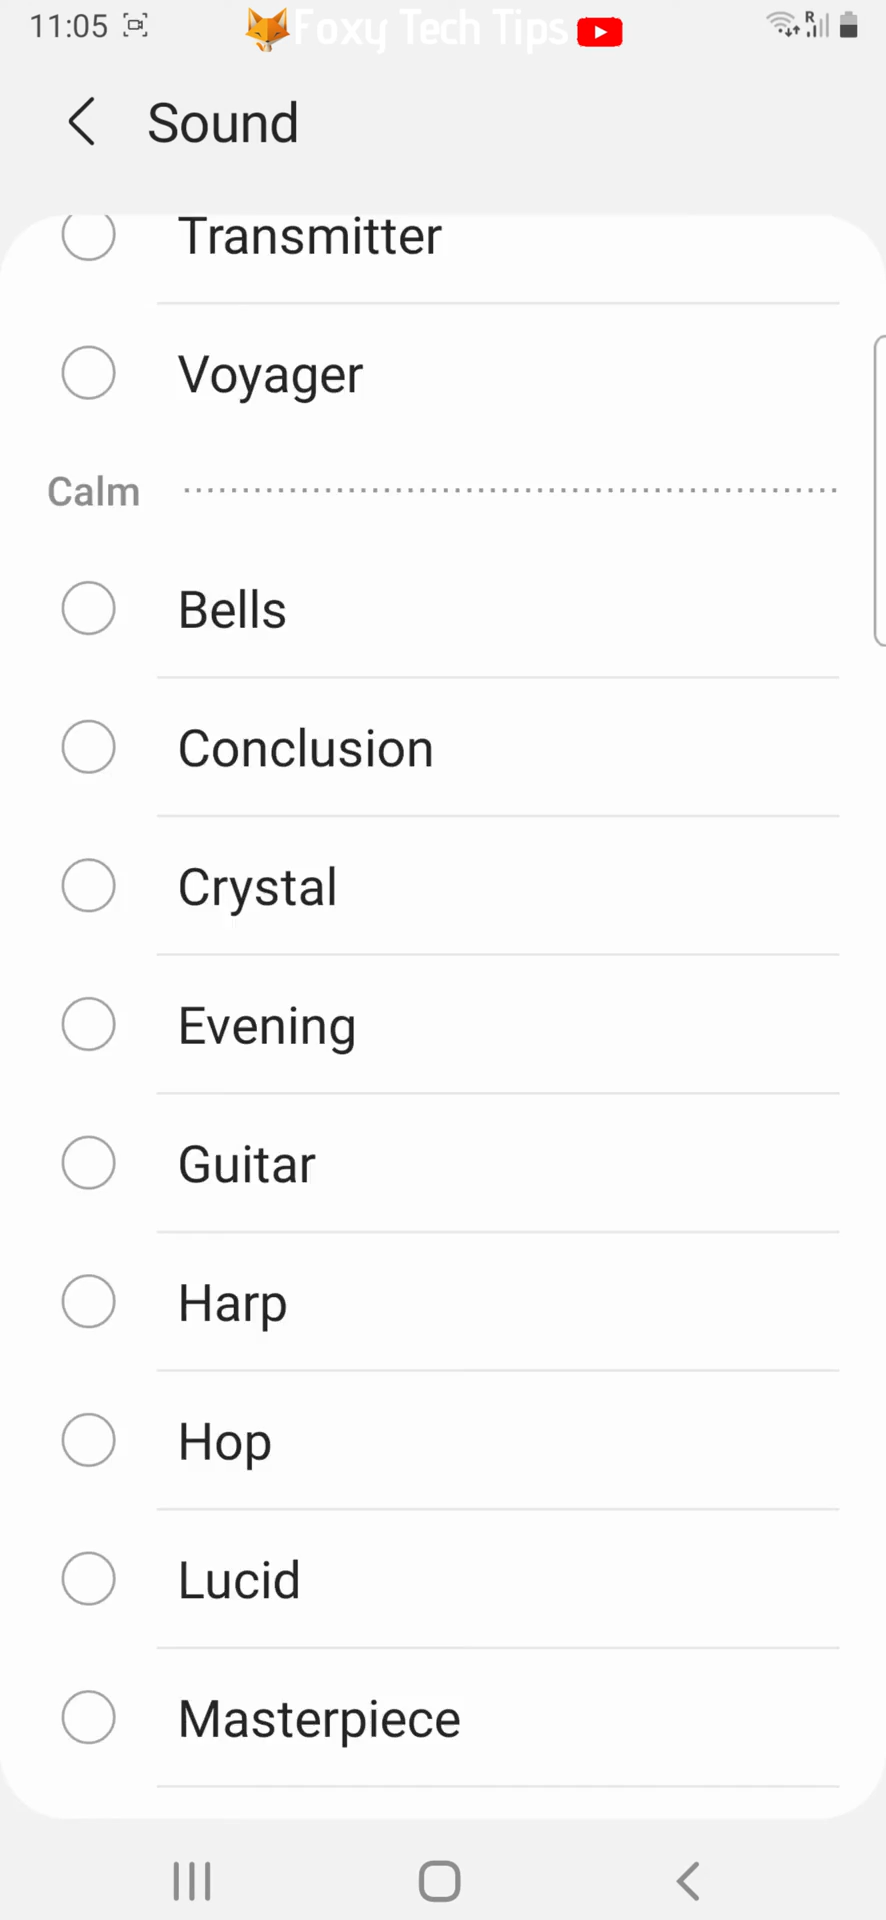 11:05 Foxy Tech Tips R
Sound
Transmitter
Voyager
Calm
Bells
Conclusion
Crystal
Evening
Guitar
Harp
Hop
Lucid
Masterpiece